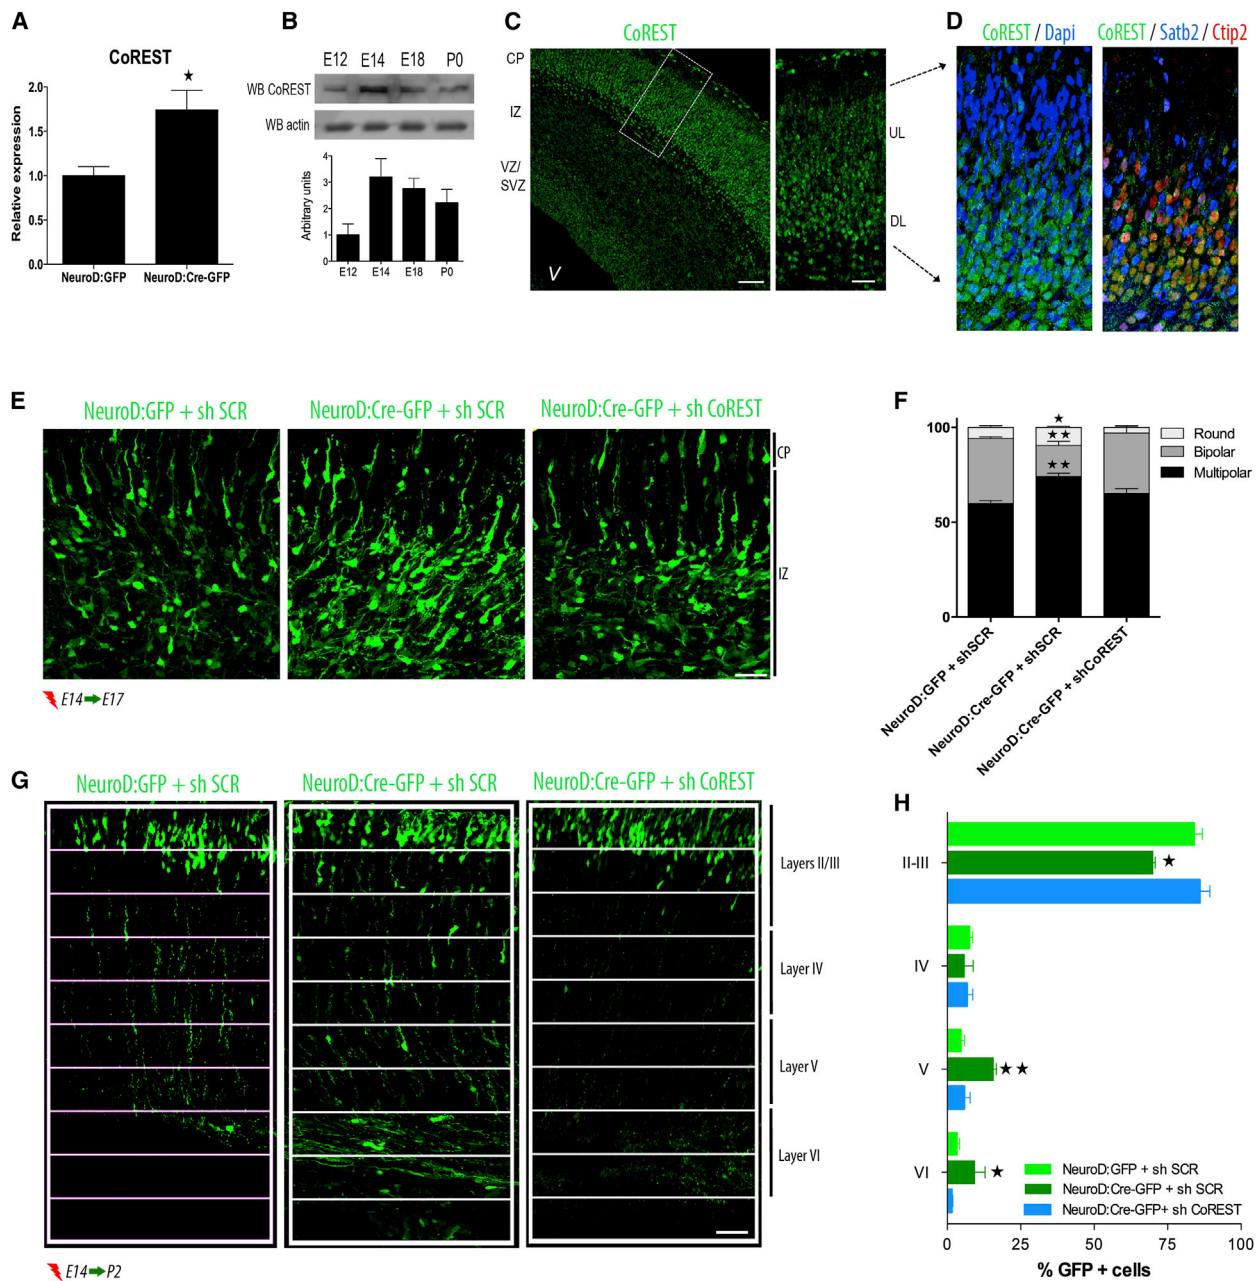 A
CoREST
★
Relative expression
2.0
1.5
1.0
0.5
0.0
NeuroD:GFP
NeuroD:Cre-GFP
B
E12 E14 E18 P0
WB CoREST
WB actin
Arbitrary units
4
3
2
1
0
E12 E14 E18 P0
C
CoREST
CP
IZ
VZ/
SVZ
V
UL
DL
D
CoREST / Dapi
CoREST / Satb2 / Ctip2
E
NeuroD:GFP + sh SCR
NeuroD:Cre-GFP + sh SCR
NeuroD:Cre-GFP + sh CoREST
CP
IZ
E14 E17
F
100
50
0
★
★★
★★
Round
Bipolar
Multipolar
NeuroD:GFP + shSCR
NeuroD:Cre-GFP + shSCR
NeuroD:Cre-GFP + shCoREST
G
NeuroD:GFP + sh SCR
NeuroD:Cre-GFP + sh SCR
NeuroD:Cre-GFP + sh CoREST
Layers II/III
Layer IV
Layer V
Layer VI
E14 P2
H
II-III
★
IV
V
★★
VI
★
NeuroD:GFP + sh SCR
NeuroD:Cre-GFP + sh SCR
NeuroD:Cre-GFP+ sh CoREST
0 25 50 75 100
% GFP + cells